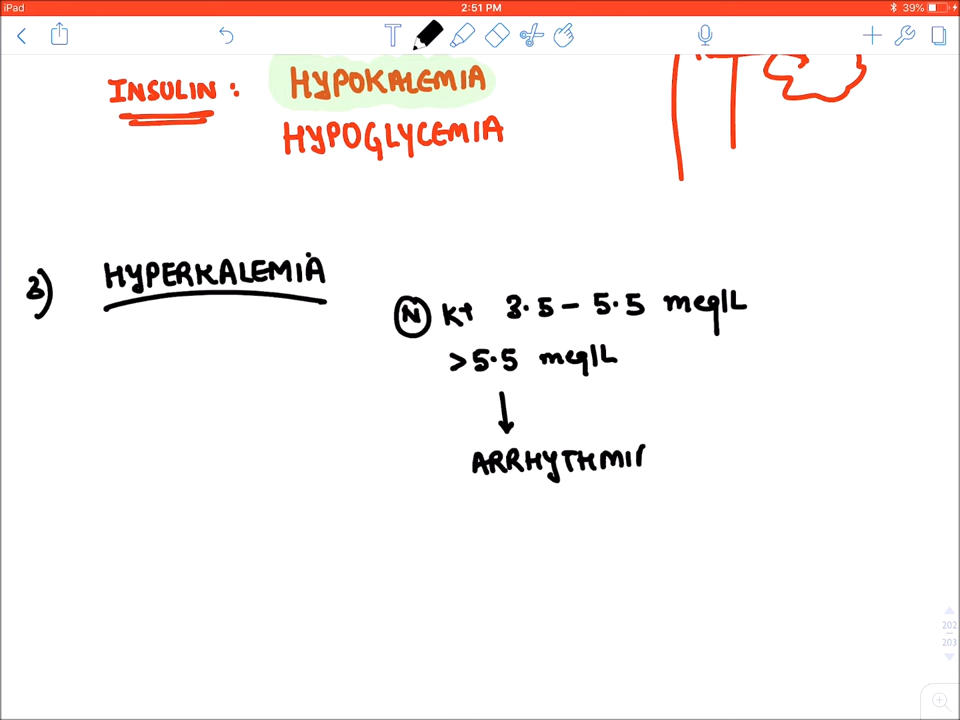 iPad 2:51 PM 39%
T
INSULIN : HYPOKALEMIA
HYPOGLYCEMIA
3) HYPERKALEMIA
N K+ 3.5 - 5.5 meq/L
>5.5 meq/L
ARRHYTHMI
202
203